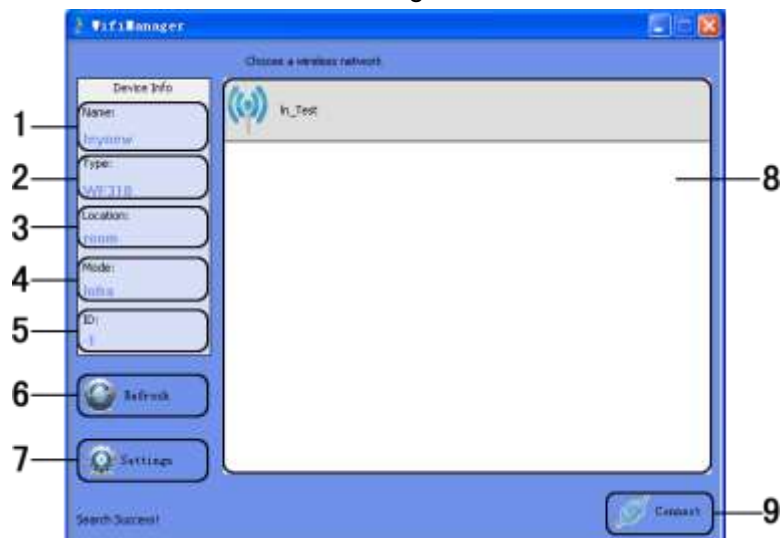 WifiManager
Choose a wireless network
Device Info
1
Name:
2
Type:
WF310
8
3
Location:
room
4
Mode:
Infra
5
ID:
-1
In_Test
6
Refresh
7
Settings
Search Success!
Connect
9